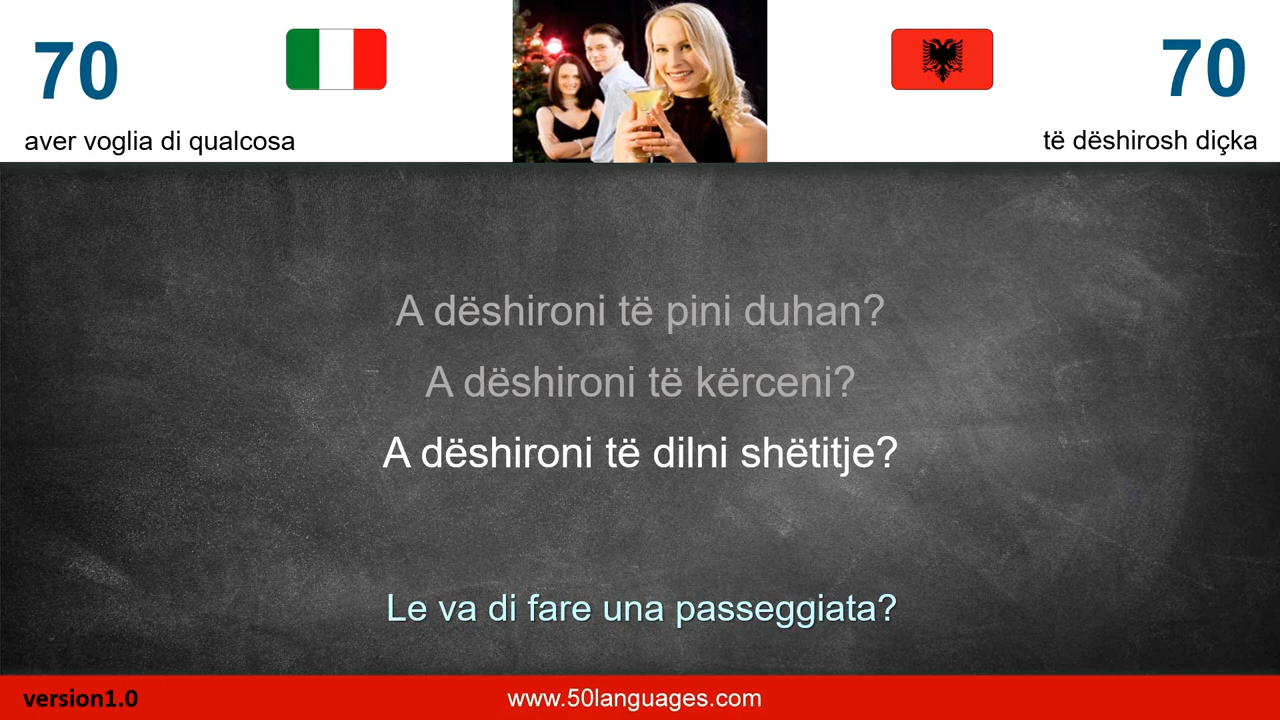 70
70
aver voglia di qualcosa
të dëshirosh diçka
A dëshironi të pini duhan?
A dëshironi të kërceni?
A dëshironi të dilni shëtitje?
Le va di fare una passeggiata?
version1.0
www.50languages.com